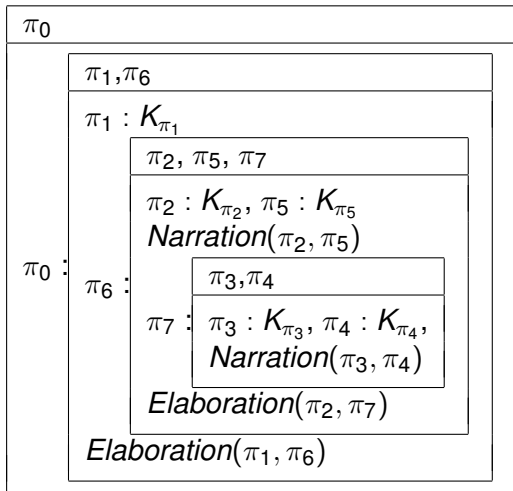 π0
π1,π6
π1 : Kπ1
π2, π5, π7
π2 : Kπ2, π5 : Kπ5
Narration(π2, π5)
π0 :
π6 :
π3,π4
π7 :
π3 : Kπ3, π4 : Kπ4,
Narration(π3, π4)
Elaboration(π2, π7)
Elaboration(π1, π6)